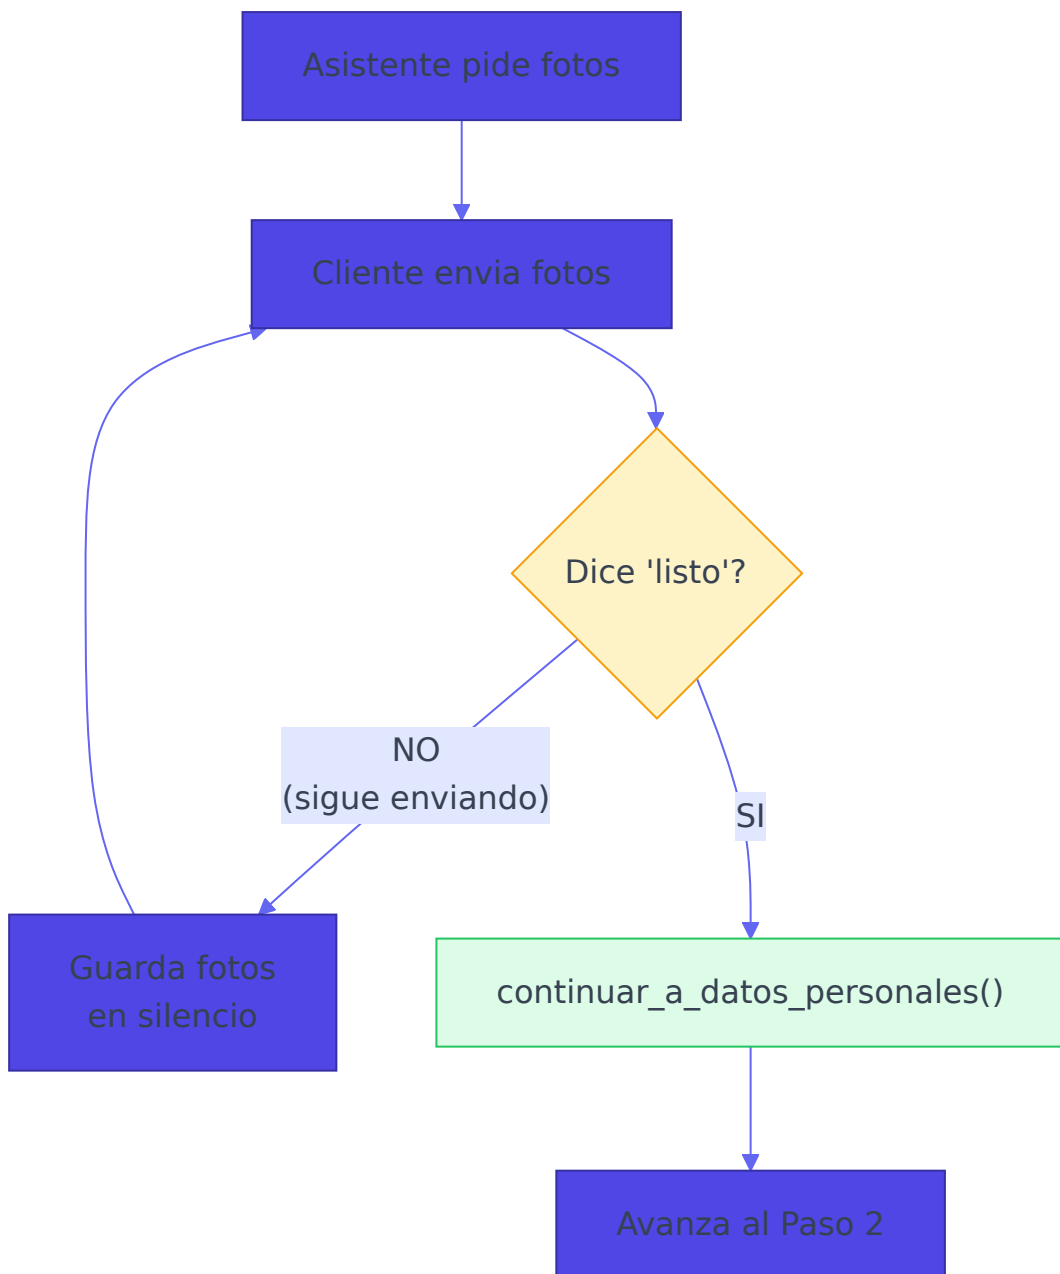 Asistente pide fotos
Cliente envia fotos
Dice 'listo'?
NO
(sigue enviando)
SI
Guarda fotos
en silencio
continuar_a_datos_personales()
Avanza al Paso 2